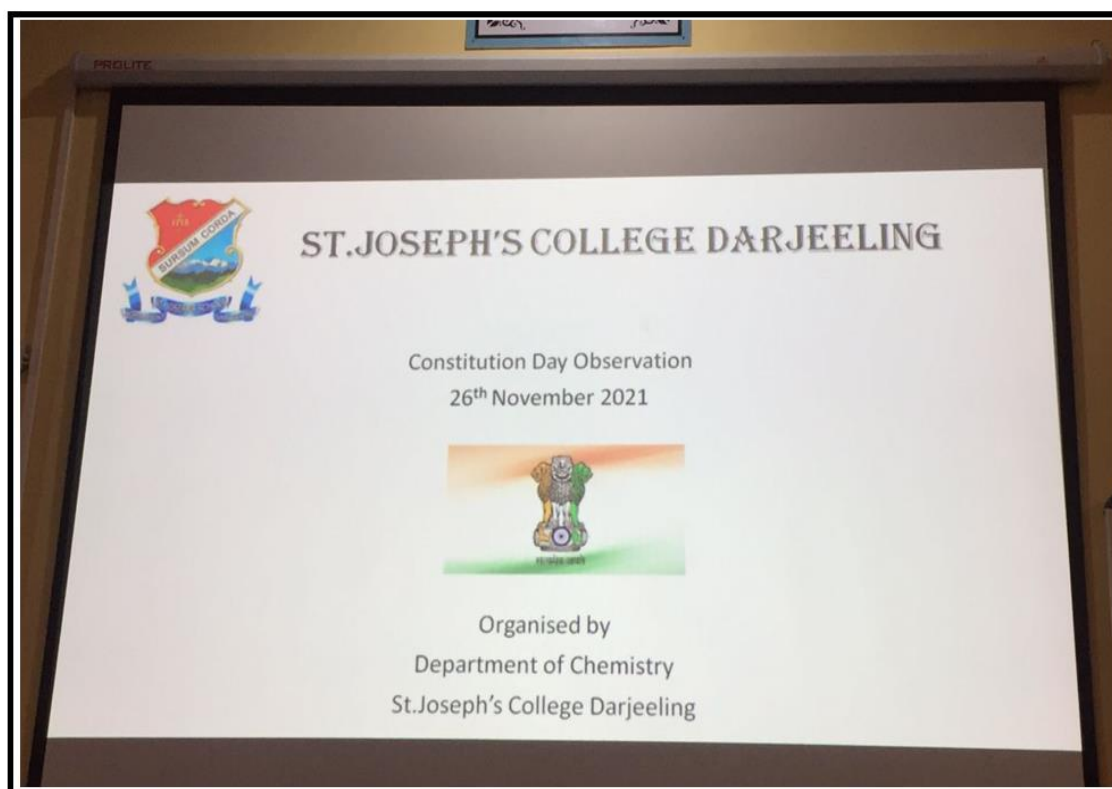 PROLITE
SURSUM CORDA
ST.JOSEPH'S COLLEGE DARJEELING
Constitution Day Observation
26th November 2021
Organised by
Department of Chemistry
St.Joseph's College Darjeeling